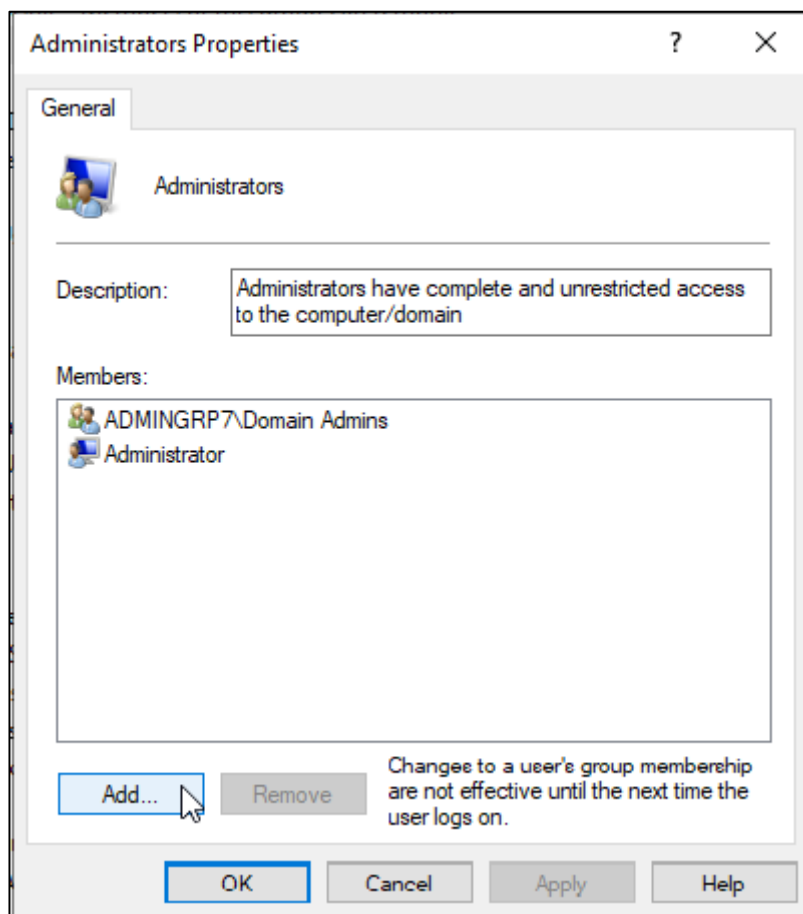 Administrators Properties
?
General
Administrators
Description:
Administrators have complete and unrestricted access
to the computer/domain
Members:
ADMINGRP7\Domain Admins
Administrator
Add...
Remove
Changes to a user's group membership
are not effective until the next time the
user logs on.
OK
Cancel
Apply
Help